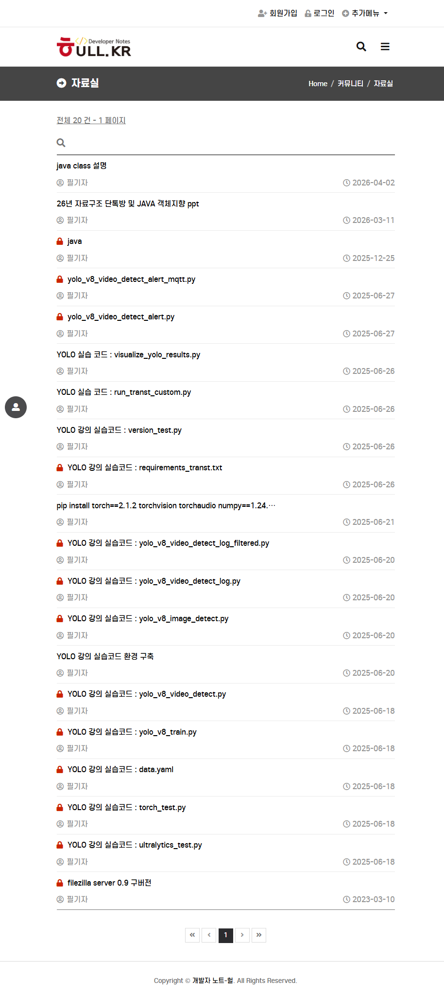 회원가입 로그인 추가메뉴
</> Developer Notes
ㅎULL.KR
자료실 Home / 커뮤니티 / 자료실
전체 20 건 - 1 페이지
java class 설명
필기자 2026-04-02
26년 자료구조 단톡방 및 JAVA 객체지향 ppt
필기자 2026-03-11
java
필기자 2025-12-25
yolo_v8_video_detect_alert_mqtt.py
필기자 2025-06-27
yolo_v8_video_detect_alert.py
필기자 2025-06-27
YOLO 실습 코드 : visualize_yolo_results.py
필기자 2025-06-26
YOLO 실습 코드 : run_transt_custom.py
필기자 2025-06-26
YOLO 강의 실습코드 : version_test.py
필기자 2025-06-26
YOLO 강의 실습코드 : requirements_transt.txt
필기자 2025-06-26
pip install torch==2.1.2 torchvision torchaudio numpy==1.24.…
필기자 2025-06-21
YOLO 강의 실습코드 : yolo_v8_video_detect_log_filtered.py
필기자 2025-06-20
YOLO 강의 실습코드 : yolo_v8_video_detect_log.py
필기자 2025-06-20
YOLO 강의 실습코드 : yolo_v8_image_detect.py
필기자 2025-06-20
YOLO 강의 실습코드 환경 구축
필기자 2025-06-20
YOLO 강의 실습코드 : yolo_v8_video_detect.py
필기자 2025-06-18
YOLO 강의 실습코드 : yolo_v8_train.py
필기자 2025-06-18
YOLO 강의 실습코드 : data.yaml
필기자 2025-06-18
YOLO 강의 실습코드 : torch_test.py
필기자 2025-06-18
YOLO 강의 실습코드 : ultralytics_test.py
필기자 2025-06-18
filezilla server 0.9 구버전
필기자 2023-03-10
« ‹ 1 › »
Copyright © 개발자 노트-헐. All Rights Reserved.